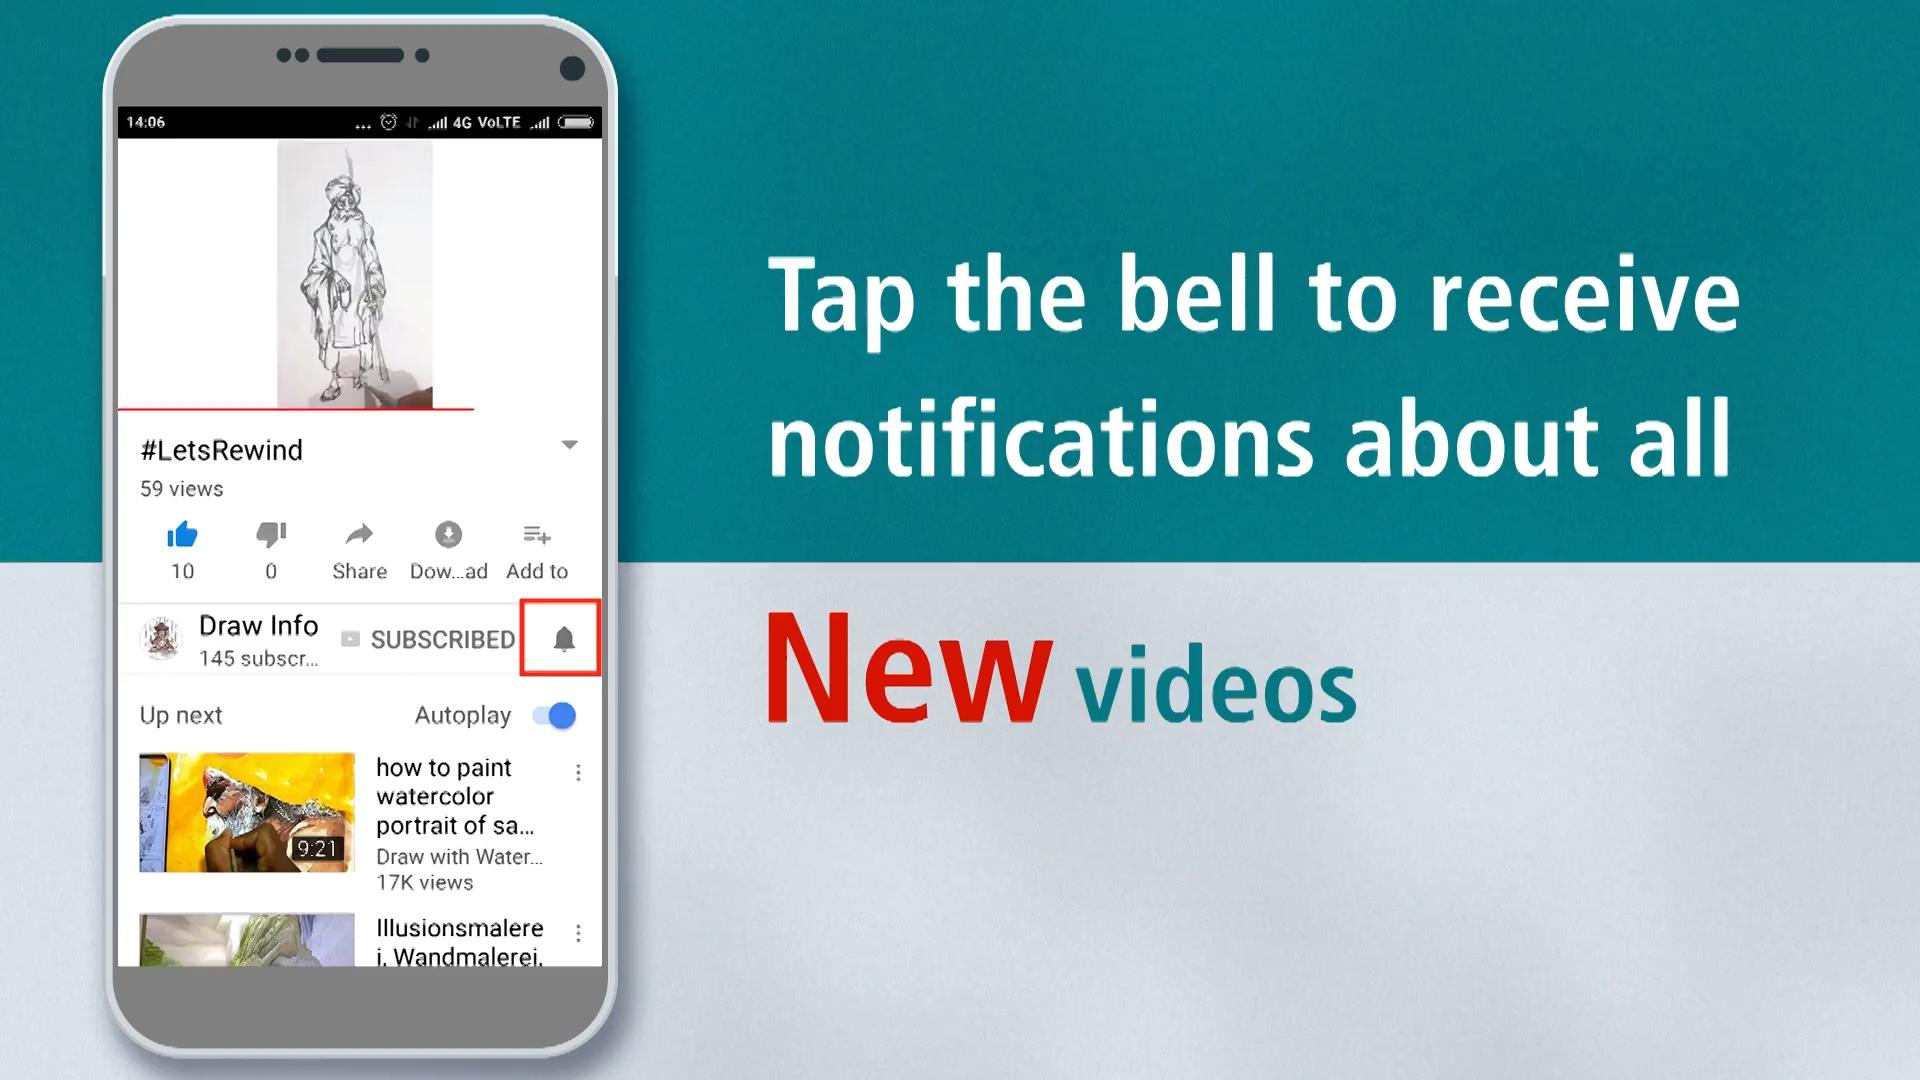 14:06
... 4G VoLTE
#LetsRewind
59 views
10
0
Share
Dow...ad
Add to
Draw Info
145 subscr...
SUBSCRIBED
Up next
Autoplay
how to paint
watercolor
portrait of sa...
9:21
Draw with Water...
17K views
Illusionsmalere
i, Wandmalerei,
Tap the bell to receive
notifications about all
New videos